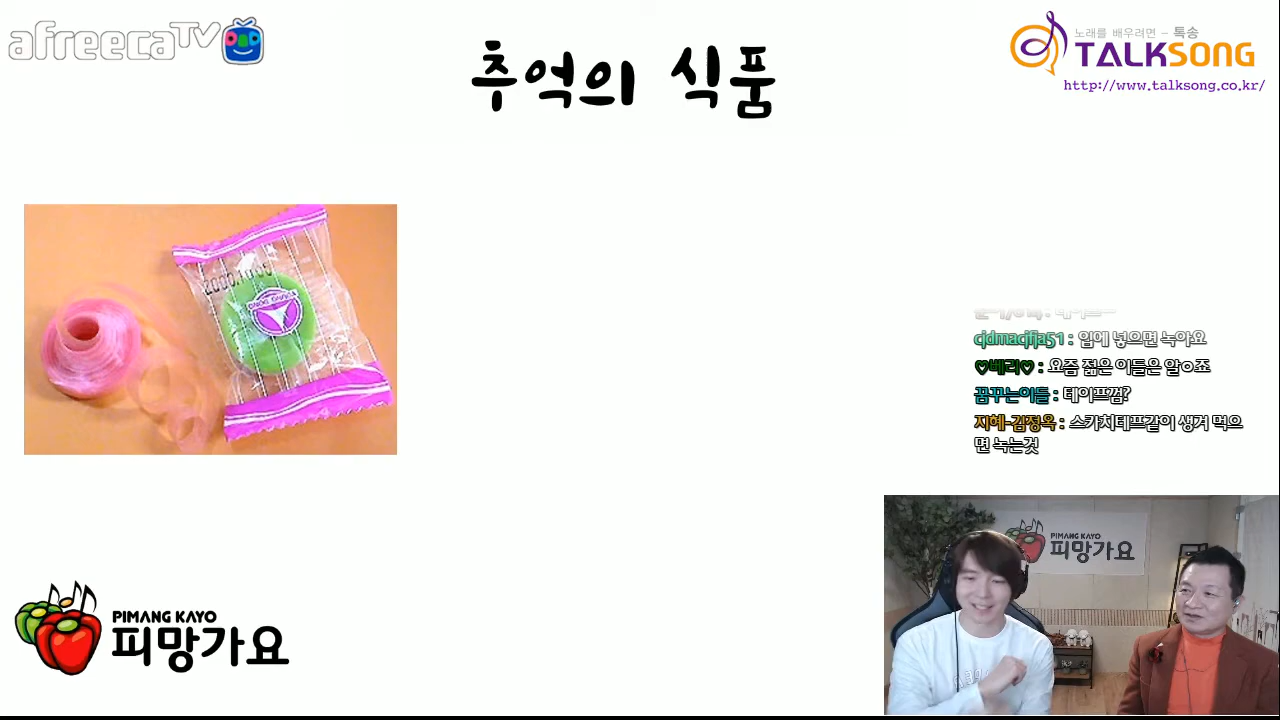 afreecaTV
추억의 식품
노래를 배우려면 – 톡송
TALKSONG
http://www.talksong.co.kr/
cjdmacjfja51 : 입에 넣으면 녹아요
♡베리♡ : 요즘 젊은 이들은 알ㅇ죠
꿈꾸는이들 : 테이프껌?
지혜-김정옥 : 스카치테프같이 생겨 먹으
면 녹는것
PIMANG KAYO
피망가요
PIMANG KAYO
피망가요